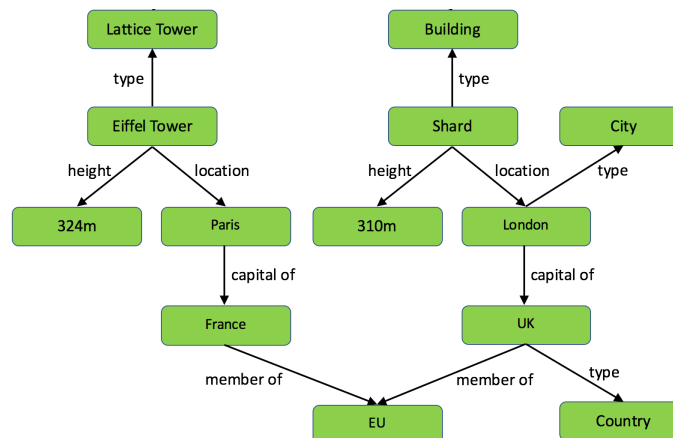 Lattice Tower
Building
type
type
Eiffel Tower
Shard
City
height
location
height
location
type
324m
Paris
310m
London
capital of
capital of
France
UK
member of
member of
type
EU
Country